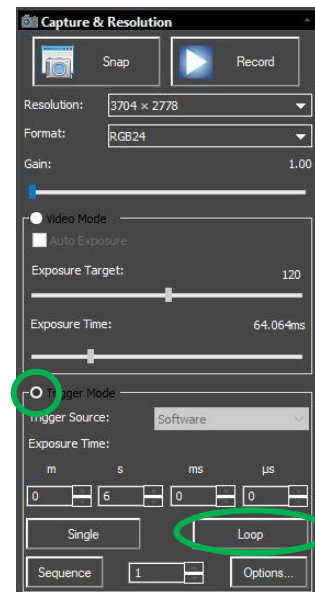 Capture & Resolution
Snap Record
Resolution: 3704 × 2778
Format: RGB24
Gain: 1.00
Video Mode
Auto Exposure
Exposure Target: 120
Exposure Time: 64.064ms
Trigger Mode
Trigger Source: Software
Exposure Time:
m s ms µs
0 6 0 0
Single Loop
Sequence 1 Options...